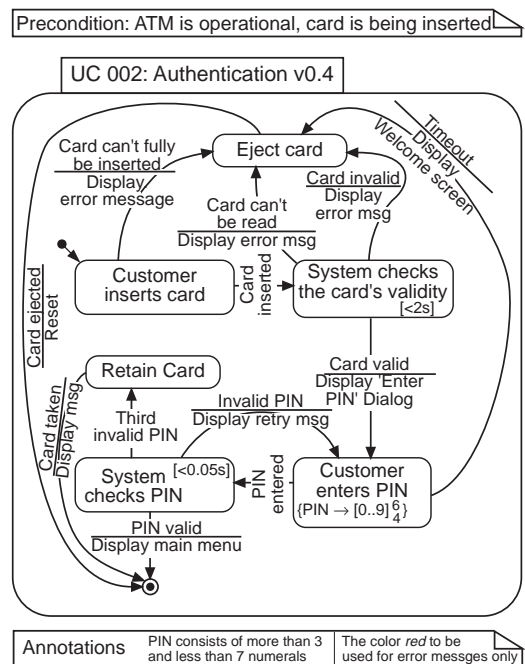 Precondition: ATM is operational, card is being inserted
UC 002: Authentication v0.4
Timeout
Display
Welcome screen
Card can't fully
be inserted
Display
error message
Eject card
Card invalid
Display
error msg
Card can't
be read
Display error msg
Customer
inserts card
Card
inserted
System checks
the card's validity
[<2s]
Card ejected
Reset
Retain Card
Card valid
Display 'Enter
PIN' Dialog
Card taken
Display msg
Third
invalid PIN
Invalid PIN
Display retry msg
System [<0.05s]
checks PIN
PIN
entered
Customer
enters PIN
{PIN → [0..9]⁶₄}
PIN valid
Display main menu
Annotations
PIN consists of more than 3
and less than 7 numerals
The color red to be
used for error messges only